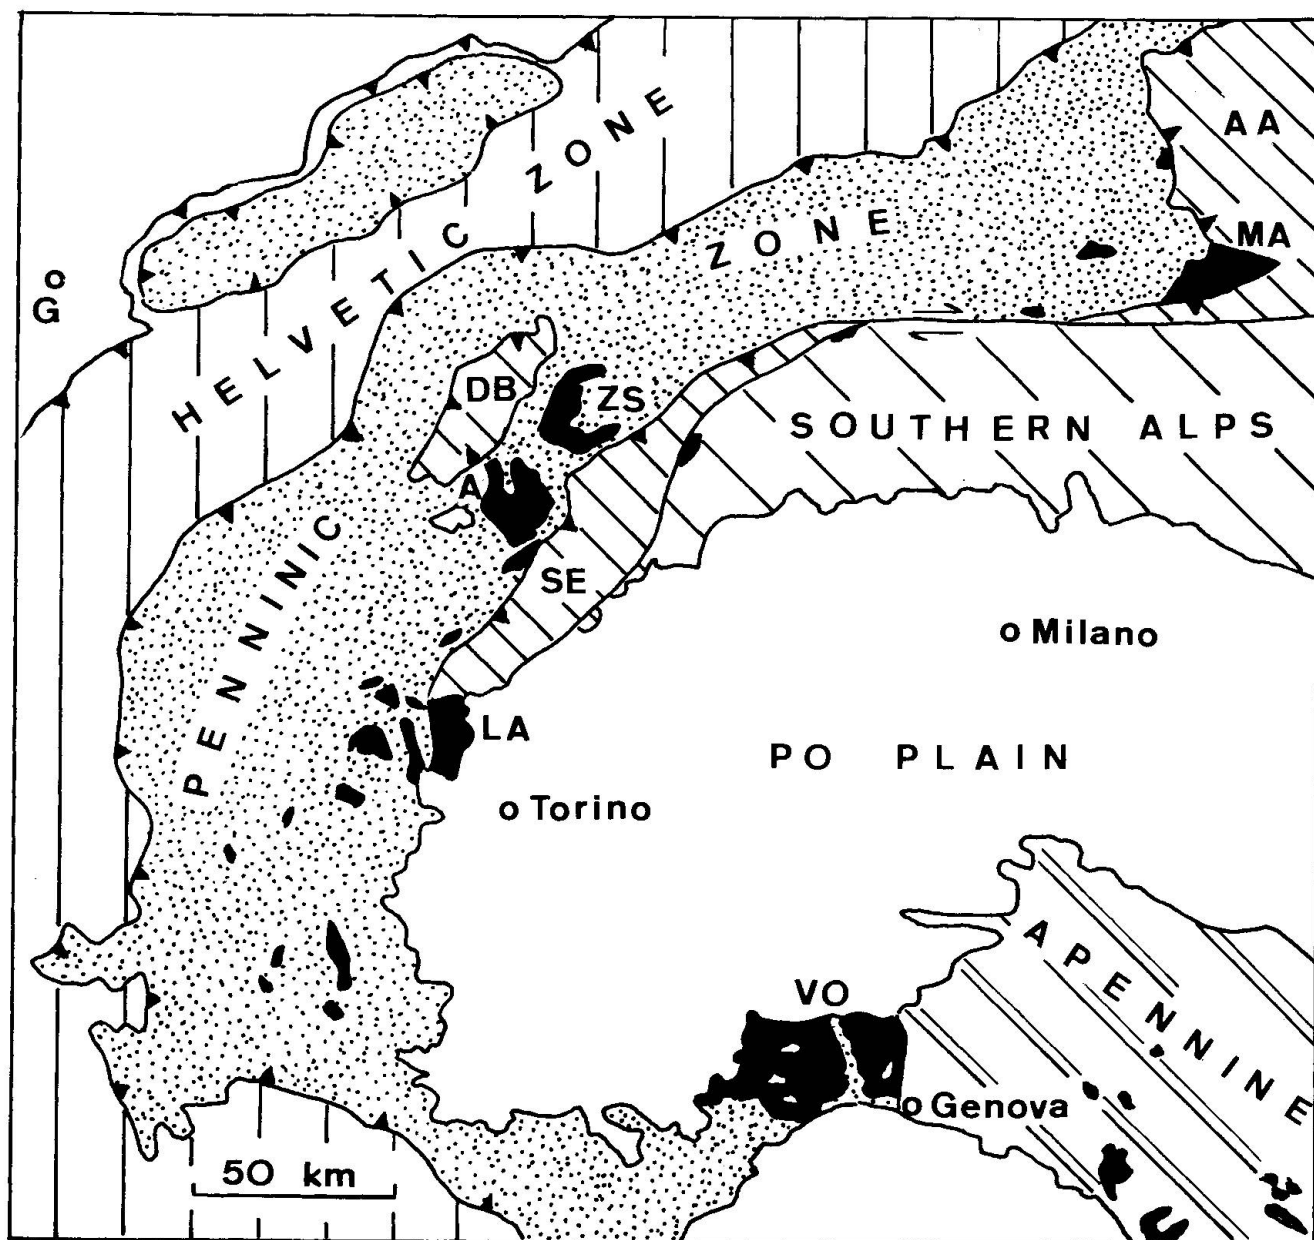 HELVETIC ZONE
AA
MA
G
PENNINIC ZONE
DB
ZS
SOUTHERN ALPS
A
SE
o Milano
LA
PO PLAIN
o Torino
APENNINE
VO
o Genova
50 km